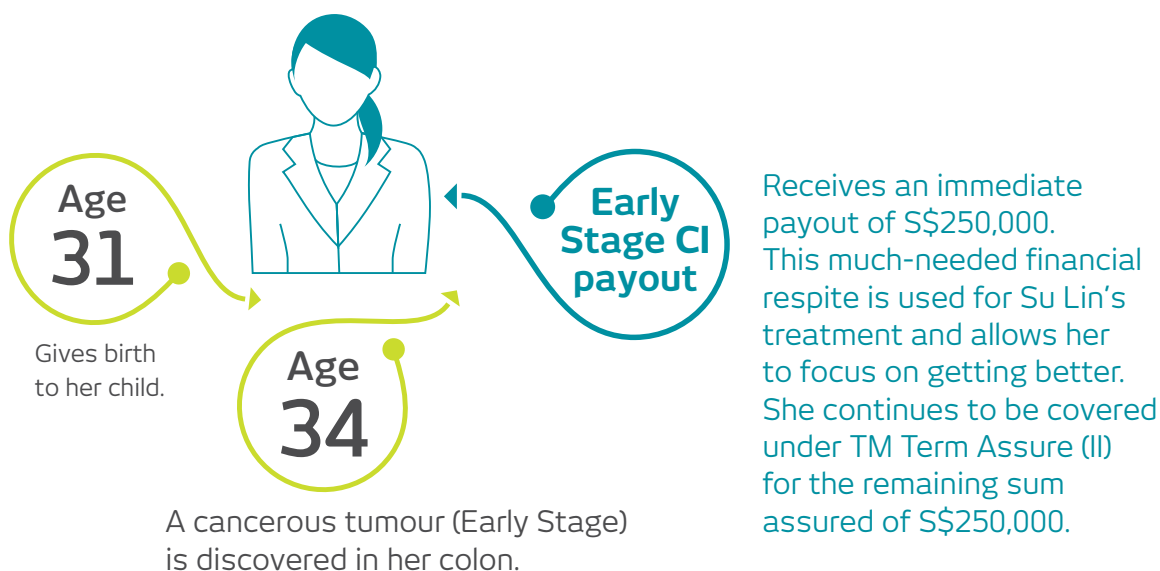 Age
31
Gives birth
to her child.
Age
34
A cancerous tumour (Early Stage)
is discovered in her colon.
Early
Stage CI
payout
Receives an immediate
payout of S$250,000.
This much-needed financial
respite is used for Su Lin’s
treatment and allows her
to focus on getting better.
She continues to be covered
under TM Term Assure (II)
for the remaining sum
assured of S$250,000.